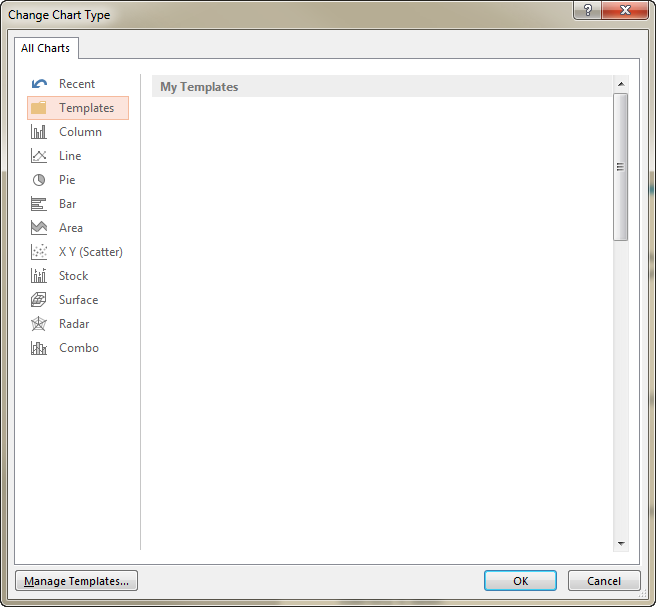 Change Chart Type
All Charts
Recent
Templates
Column
Line
Pie
Bar
Area
X Y (Scatter)
Stock
Surface
Radar
Combo
My Templates
Manage Templates...
OK
Cancel